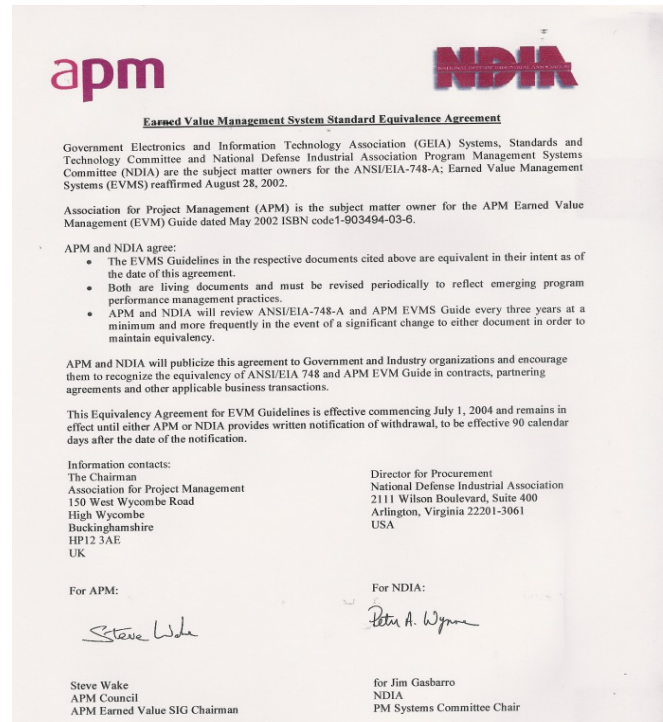 apm
NDIA
NATIONAL DEFENSE INDUSTRIAL ASSOCIATION
Earned Value Management System Standard Equivalence Agreement
Government Electronics and Information Technology Association (GEIA) Systems, Standards and
Technology Committee and National Defense Industrial Association Program Management Systems
Committee (NDIA) are the subject matter owners for the ANSI/EIA-748-A; Earned Value Management
Systems (EVMS) reaffirmed August 28, 2002.
Association for Project Management (APM) is the subject matter owner for the APM Earned Value
Management (EVM) Guide dated May 2002 ISBN code1-903494-03-6.
APM and NDIA agree:
• The EVMS Guidelines in the respective documents cited above are equivalent in their intent as of
the date of this agreement.
• Both are living documents and must be revised periodically to reflect emerging program
performance management practices.
• APM and NDIA will review ANSI/EIA-748-A and APM EVMS Guide every three years at a
minimum and more frequently in the event of a significant change to either document in order to
maintain equivalency.
APM and NDIA will publicize this agreement to Government and Industry organizations and encourage
them to recognize the equivalency of ANSI/EIA 748 and APM EVM Guide in contracts, partnering
agreements and other applicable business transactions.
This Equivalency Agreement for EVM Guidelines is effective commencing July 1, 2004 and remains in
effect until either APM or NDIA provides written notification of withdrawal, to be effective 90 calendar
days after the date of the notification.
Information contacts:
The Chairman
Association for Project Management
150 West Wycombe Road
High Wycombe
Buckinghamshire
HP12 3AE
UK
Director for Procurement
National Defense Industrial Association
2111 Wilson Boulevard, Suite 400
Arlington, Virginia 22201-3061
USA
For APM:
Steve Wake
Steve Wake
APM Council
APM Earned Value SIG Chairman
For NDIA:
Peter A. Wynne
for Jim Gasbarro
NDIA
PM Systems Committee Chair